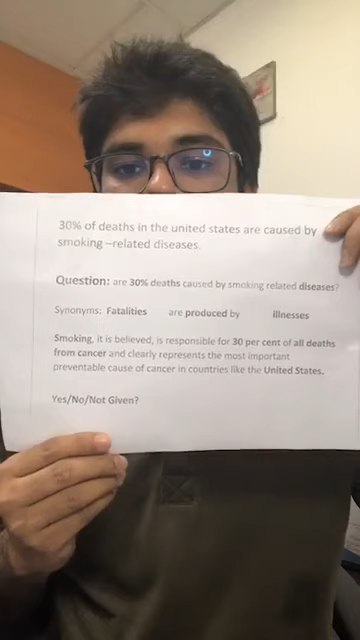 30% of deaths in the united states are caused by
smoking –related diseases.
Question: are 30% deaths caused by smoking related diseases?
Synonyms: Fatalities are produced by illnesses
Smoking, it is believed, is responsible for 30 per cent of all deaths
from cancer and clearly represents the most important
preventable cause of cancer in countries like the United States.
Yes/No/Not Given?